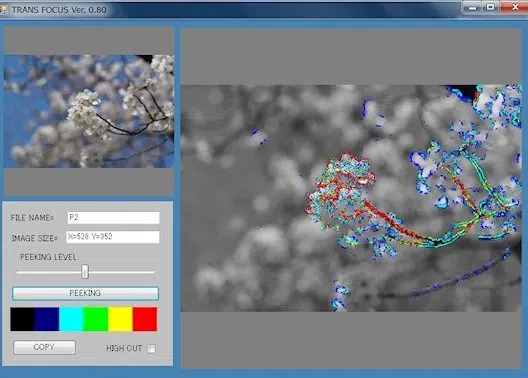 TRANS FOCUS Ver. 0.80
FILE NAME= P2
IMAGE SIZE= X=528 Y=352
PEEKING LEVEL
PEEKING
COPY HIGH CUT